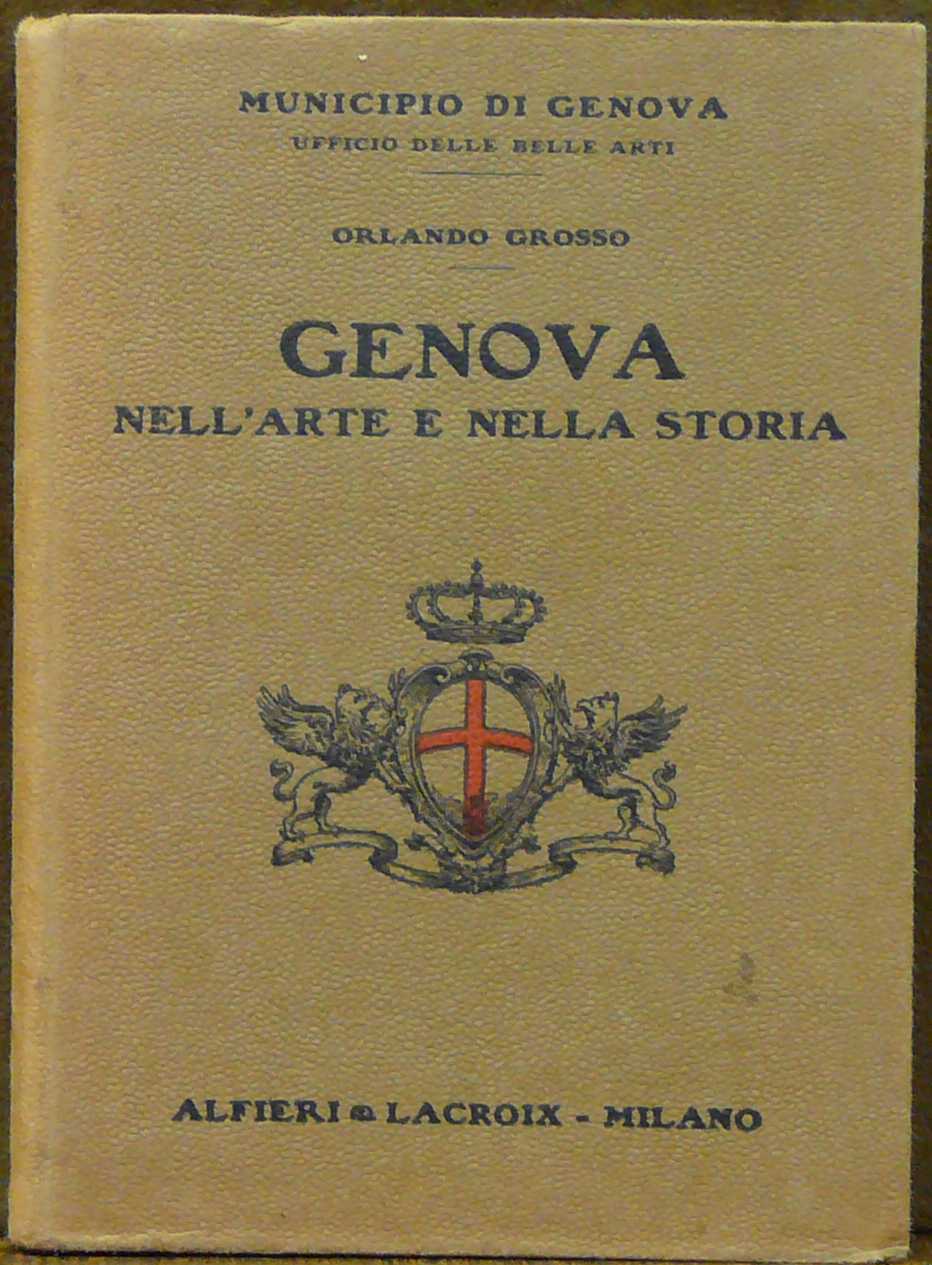 MUNICIPIO DI GENOVA
UFFICIO DELLE BELLE ARTI
ORLANDO GROSSO
GENOVA
NELL'ARTE E NELLA STORIA
ALFIERI & LACROIX - MILANO